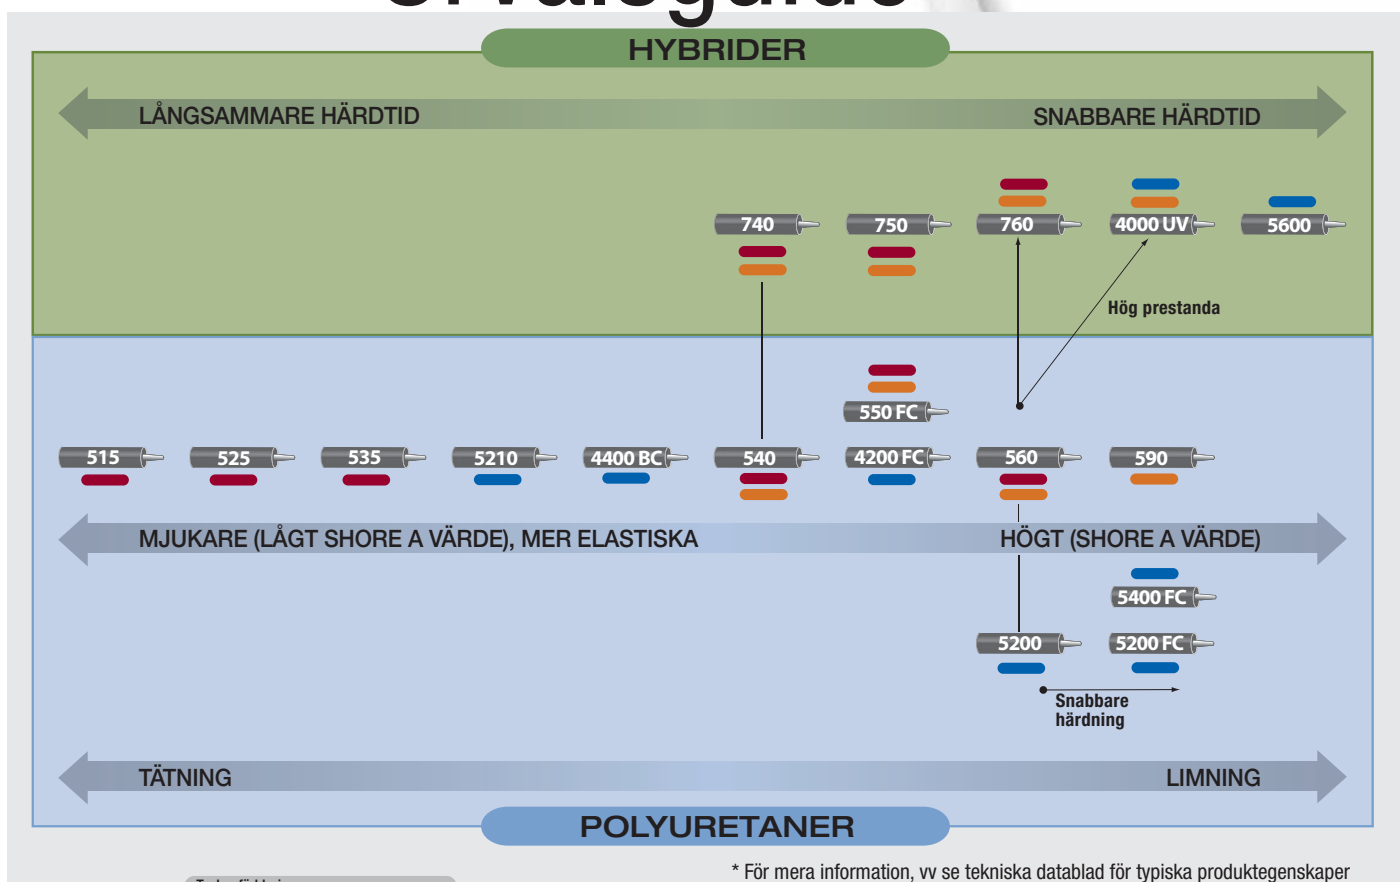 HYBRIDER
LÅNGSAMMARE HÄRDTID
SNABBARE HÄRDTID
740
750
760
4000 UV
5600
Hög prestanda
550 FC
515
525
535
5210
4400 BC
540
4200 FC
560
590
MJUKARE (LÅGT SHORE A VÄRDE), MER ELASTISKA
HÖGT (SHORE A VÄRDE)
5400 FC
5200
5200 FC
Snabbare
härdning
TÄTNING
LIMNING
POLYURETANER
* För mera information, vv se tekniska datablad för typiska produktegenskaper